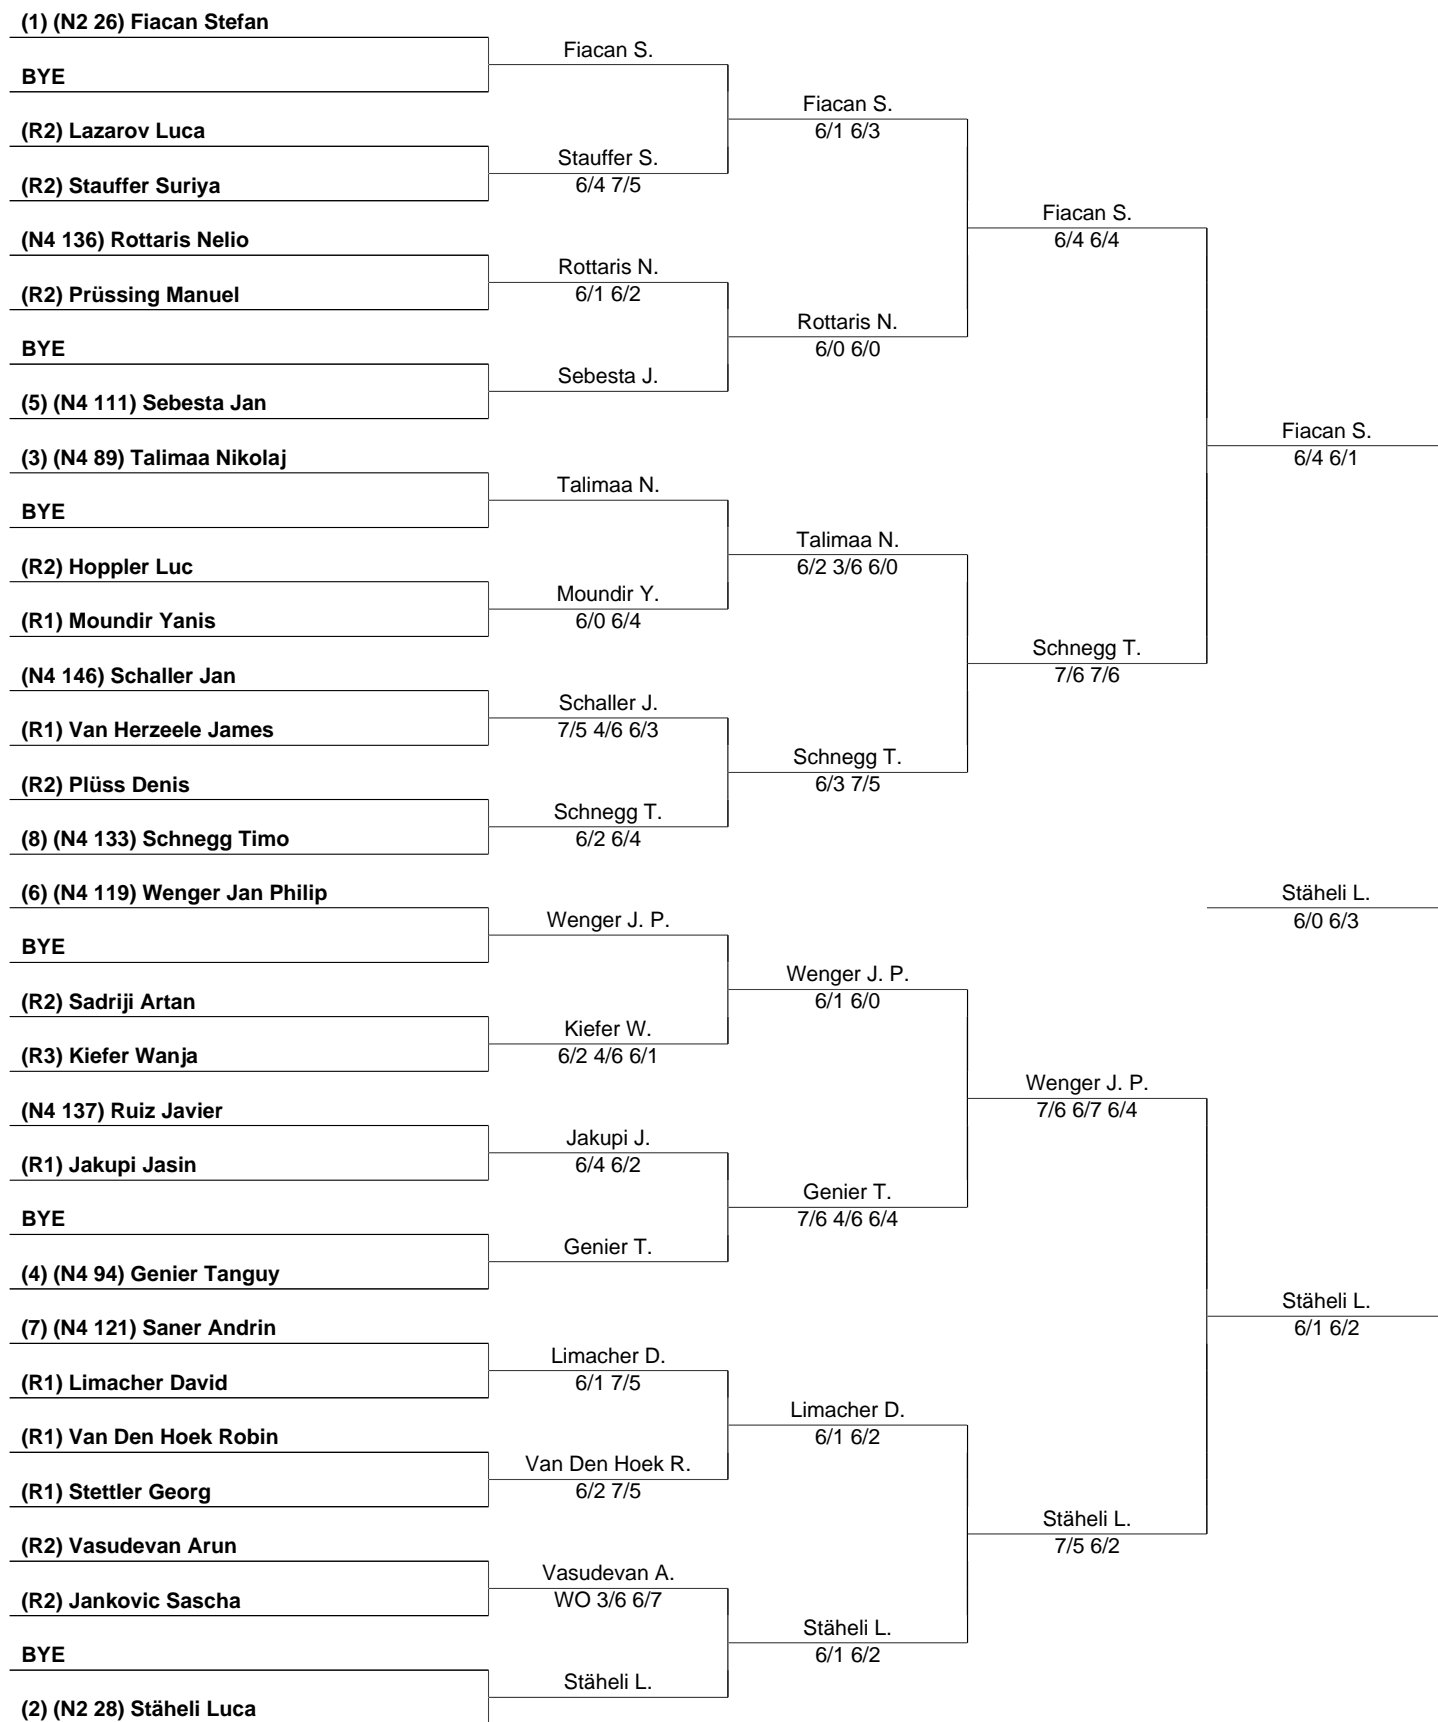 (1) (N2 26) Fiacan Stefan
Fiacan S.
BYE
Fiacan S.
6/1 6/3
(R2) Lazarov Luca
Stauffer S.
6/4 7/5
(R2) Stauffer Suriya
Fiacan S.
6/4 6/4
(N4 136) Rottaris Nelio
Rottaris N.
6/1 6/2
(R2) Prüssing Manuel
Rottaris N.
6/0 6/0
BYE
Sebesta J.
(5) (N4 111) Sebesta Jan
Fiacan S.
6/4 6/1
(3) (N4 89) Talimaa Nikolaj
Talimaa N.
BYE
Talimaa N.
6/2 3/6 6/0
(R2) Hoppler Luc
Moundir Y.
6/0 6/4
(R1) Moundir Yanis
Schnegg T.
7/6 7/6
(N4 146) Schaller Jan
Schaller J.
7/5 4/6 6/3
(R1) Van Herzeele James
Schnegg T.
6/3 7/5
(R2) Plüss Denis
Schnegg T.
6/2 6/4
(8) (N4 133) Schnegg Timo
(6) (N4 119) Wenger Jan Philip
Stäheli L.
6/0 6/3
Wenger J. P.
BYE
Wenger J. P.
6/1 6/0
(R2) Sadriji Artan
Kiefer W.
6/2 4/6 6/1
(R3) Kiefer Wanja
Wenger J. P.
7/6 6/7 6/4
(N4 137) Ruiz Javier
Jakupi J.
6/4 6/2
(R1) Jakupi Jasin
Genier T.
7/6 4/6 6/4
BYE
Genier T.
(4) (N4 94) Genier Tanguy
Stäheli L.
6/1 6/2
(7) (N4 121) Saner Andrin
Limacher D.
6/1 7/5
(R1) Limacher David
Limacher D.
6/1 6/2
(R1) Van Den Hoek Robin
Van Den Hoek R.
6/2 7/5
(R1) Stettler Georg
Stäheli L.
7/5 6/2
(R2) Vasudevan Arun
Vasudevan A.
WO 3/6 6/7
(R2) Jankovic Sascha
Stäheli L.
6/1 6/2
BYE
Stäheli L.
(2) (N2 28) Stäheli Luca